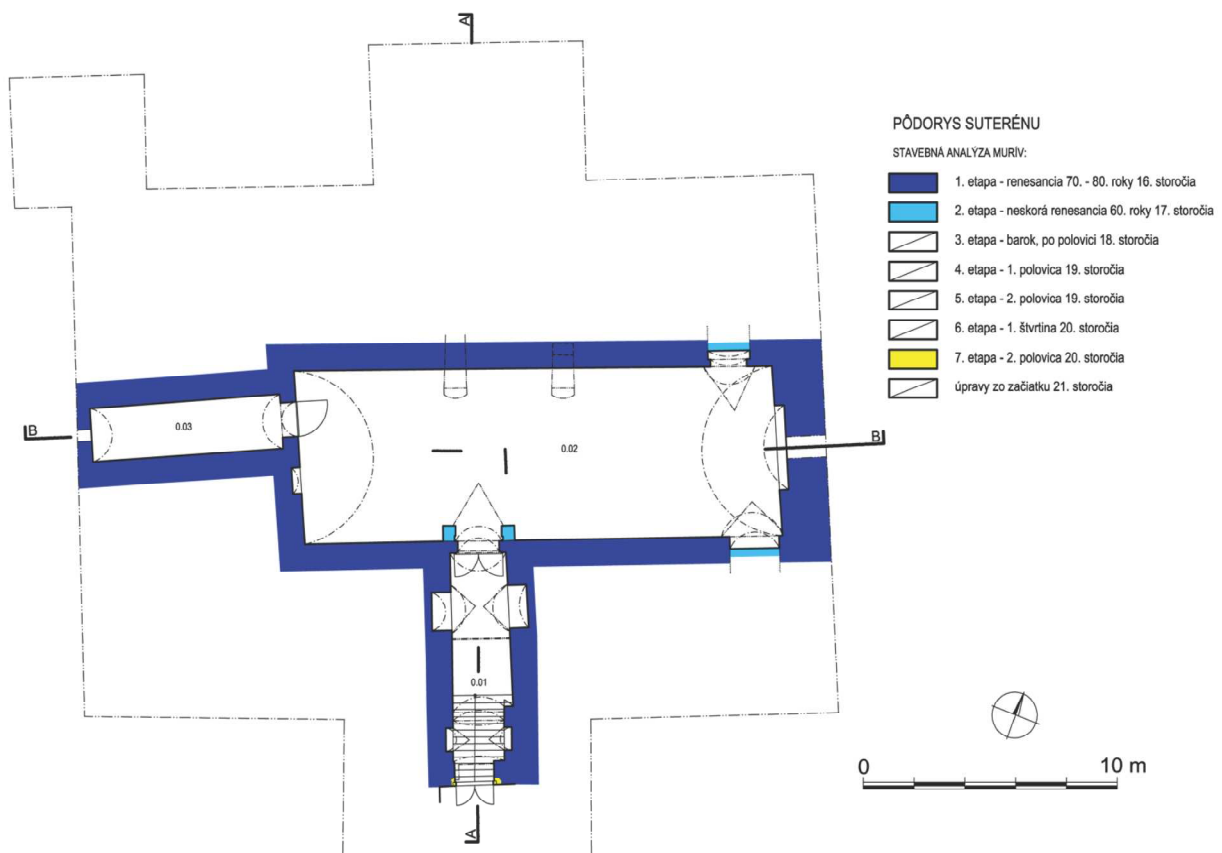 A
PÔDORYS SUTERÉNU
STAVEBNÁ ANALÝZA MURÍV:
1. etapa - renesancia 70. - 80. roky 16. storočia
2. etapa - neskorá renesancia 60. roky 17. storočia
3. etapa - barok, po polovici 18. storočia
4. etapa - 1. polovica 19. storočia
5. etapa - 2. polovica 19. storočia
6. etapa - 1. štvrtina 20. storočia
7. etapa - 2. polovica 20. storočia
úpravy zo začiatku 21. storočia
B
0.03
0.02
B
0.01
0
10 m
A